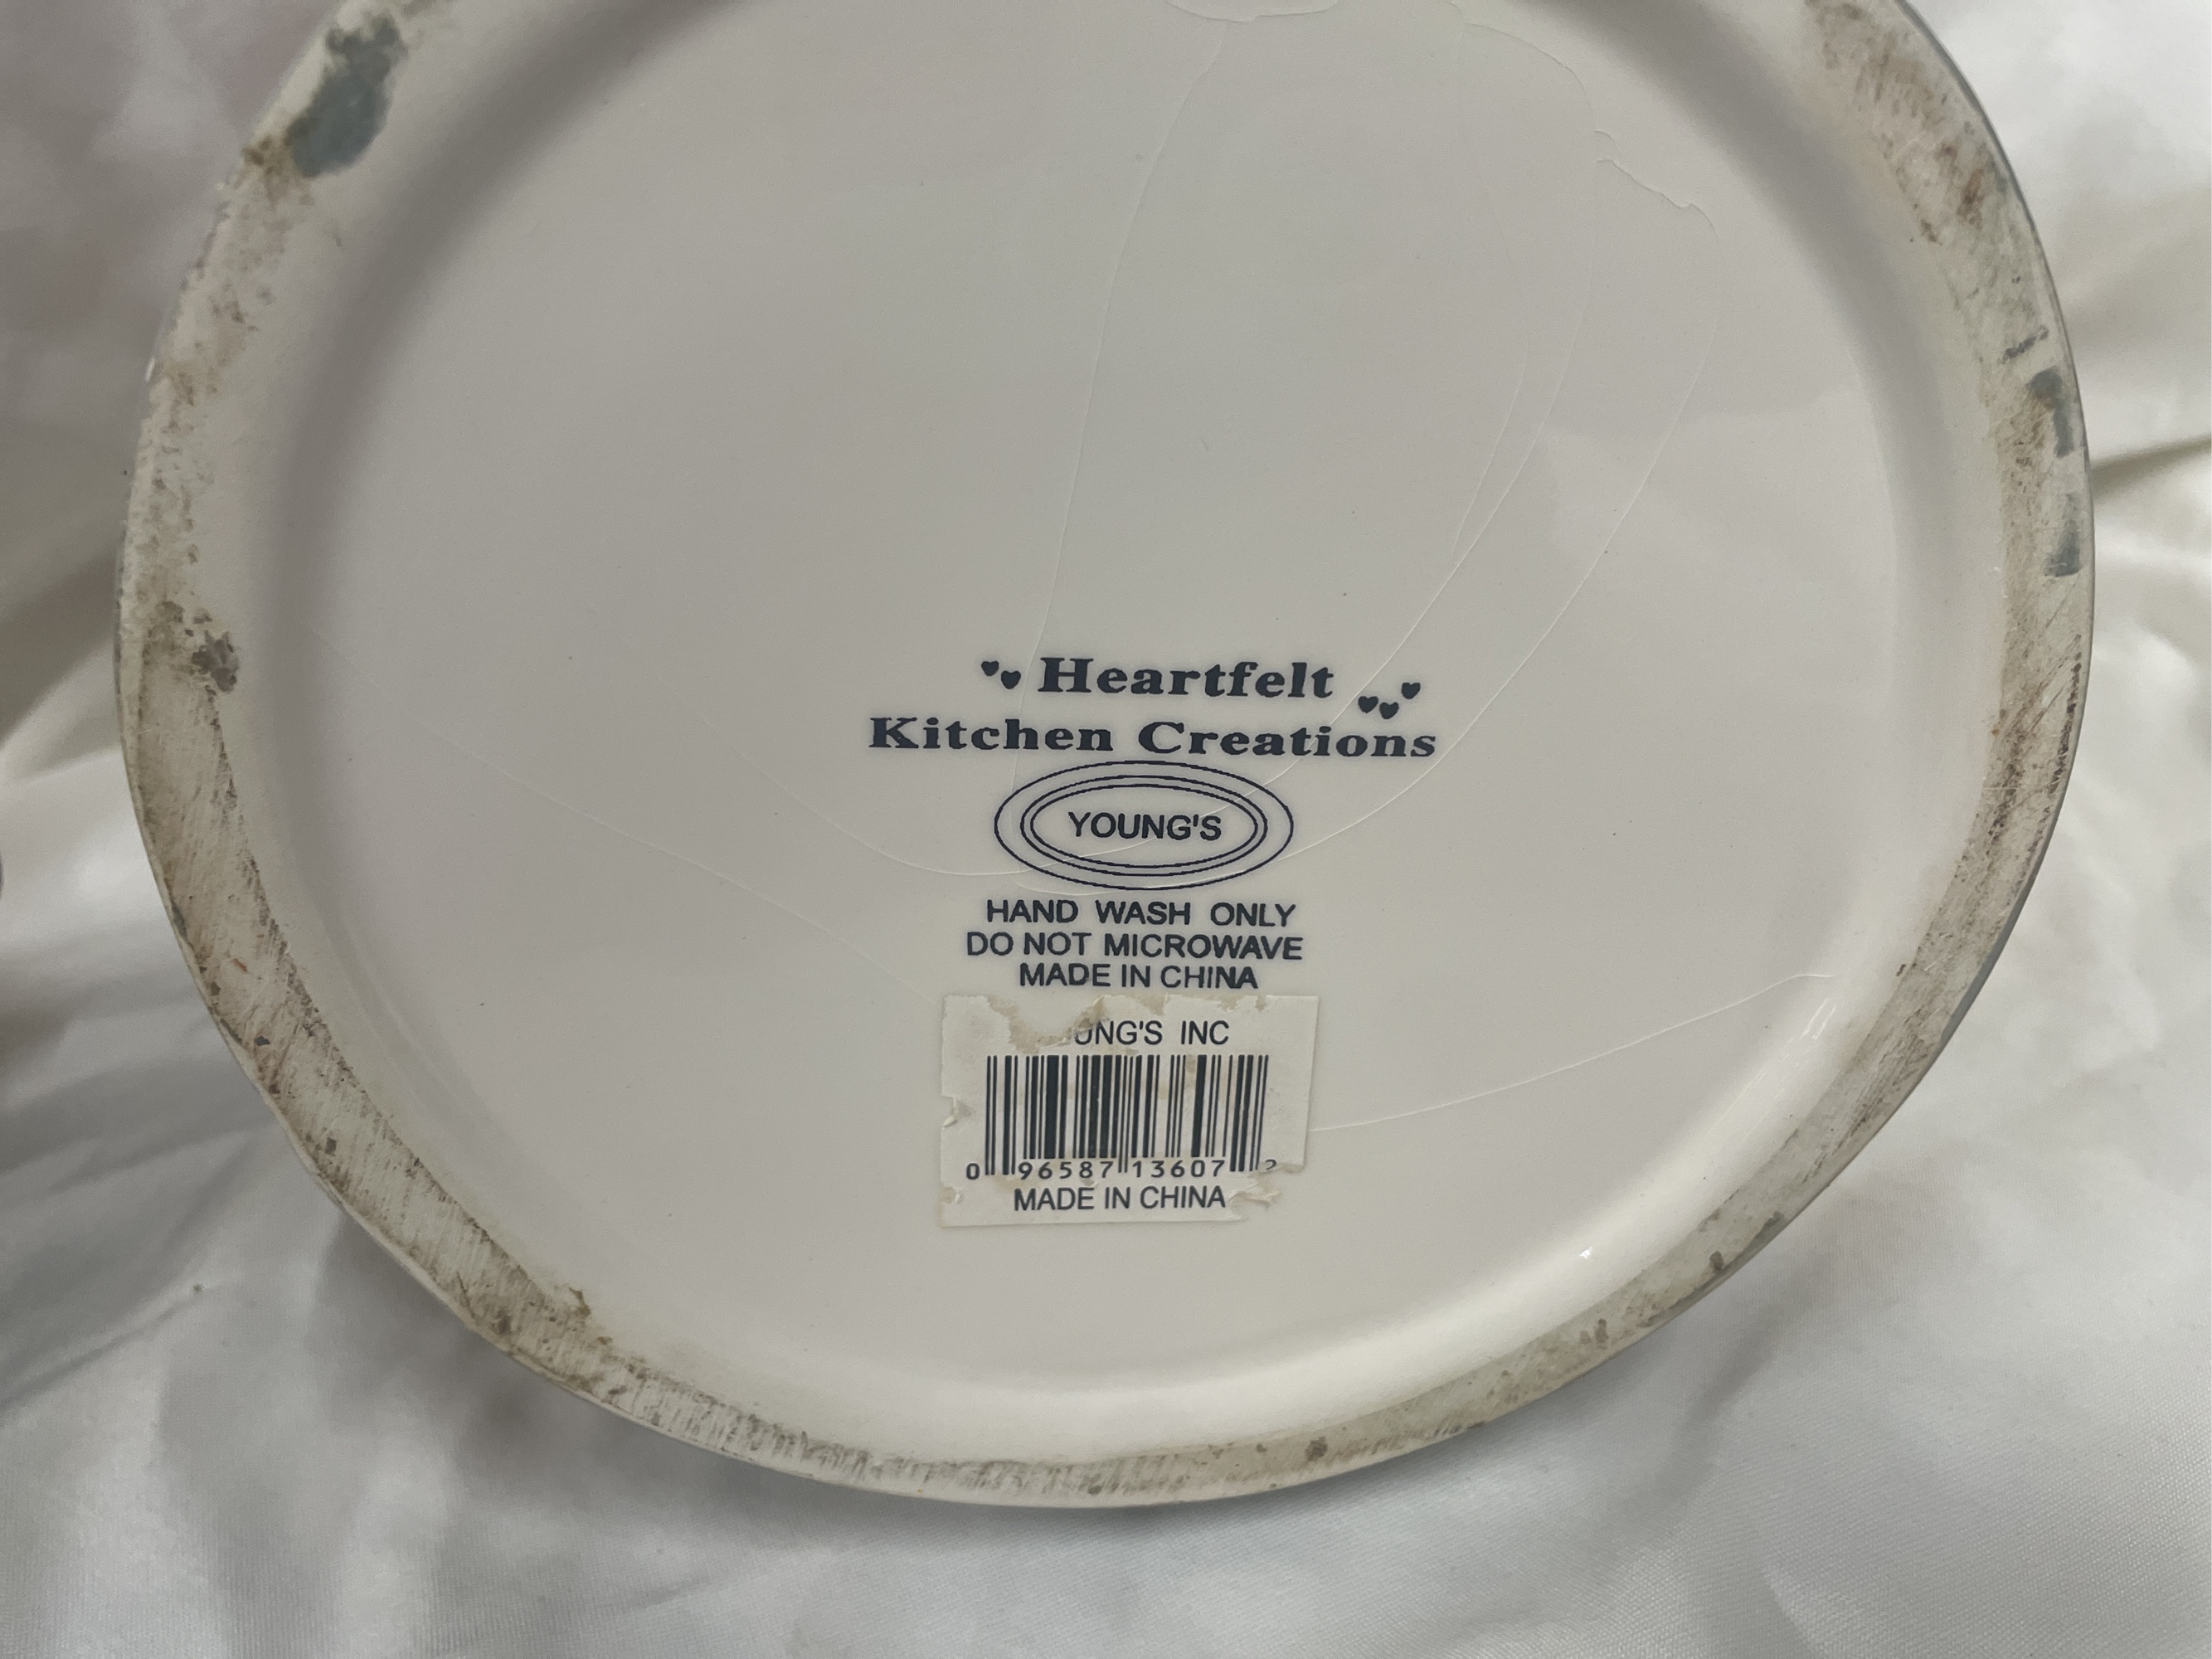 Heartfelt
Kitchen Creations
YOUNG'S
HAND WASH ONLY
DO NOT MICROWAVE
MADE IN CHINA
UNG'S INC
0 96587 13607 2
MADE IN CHINA